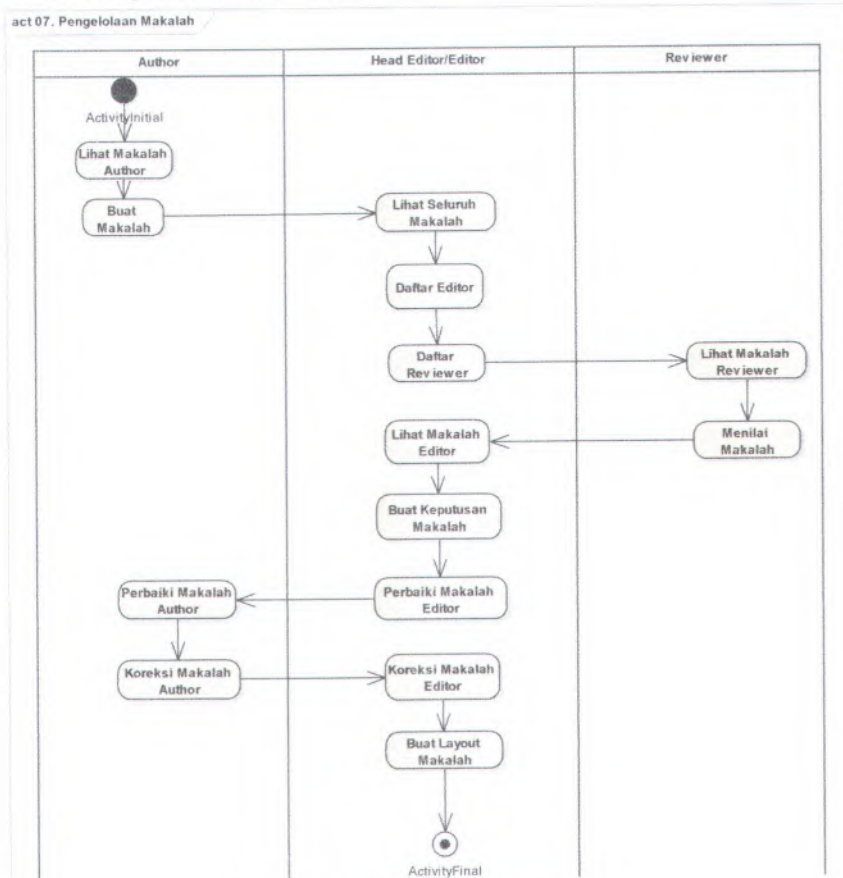 act 07. Pengelolaan Makalah
Author
Head Editor/Editor
Reviewer
ActivityInitial
Lihat Makalah
Author
Buat
Makalah
Lihat Seluruh
Makalah
Daftar Editor
Daftar
Reviewer
Lihat Makalah
Reviewer
Menilai
Makalah
Lihat Makalah
Editor
Buat Keputusan
Makalah
Perbaiki Makalah
Editor
Perbaiki Makalah
Author
Koreksi Makalah
Author
Koreksi Makalah
Editor
Buat Layout
Makalah
ActivityFinal